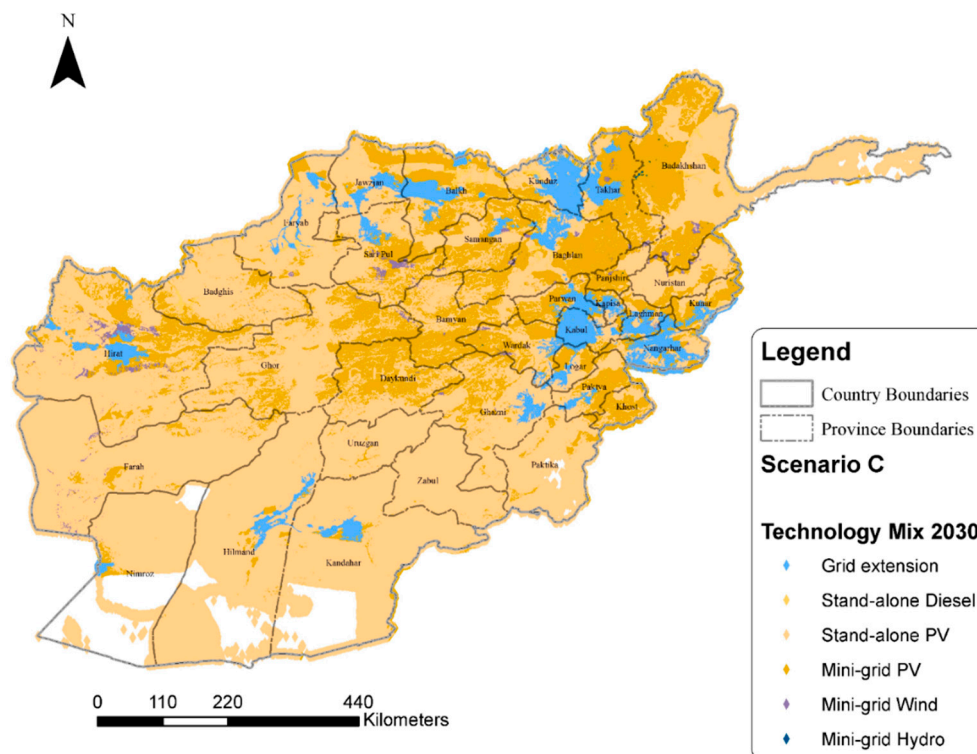 N
Badakhshan
Jawzjan
Balkh
Kunduz
Takhar
Faryab
Sari Pul
Samangan
Baghlan
Panjshir
Nuristan
Badghis
Bamyan
Parwan
Kapisa
Laghman
Kunar
Kabul
Hirat
Ghor
Wardak
Nangarhar
Daykundi
Logar
Paktya
Ghazni
Khost
Uruzgan
Farah
Zabul
Paktika
Hilmand
Kandahar
Nimroz
Legend
Country Boundaries
Province Boundaries
Scenario C
Technology Mix 2030
Grid extension
Stand-alone Diesel
Stand-alone PV
Mini-grid PV
Mini-grid Wind
Mini-grid Hydro
0 110 220 440
Kilometers